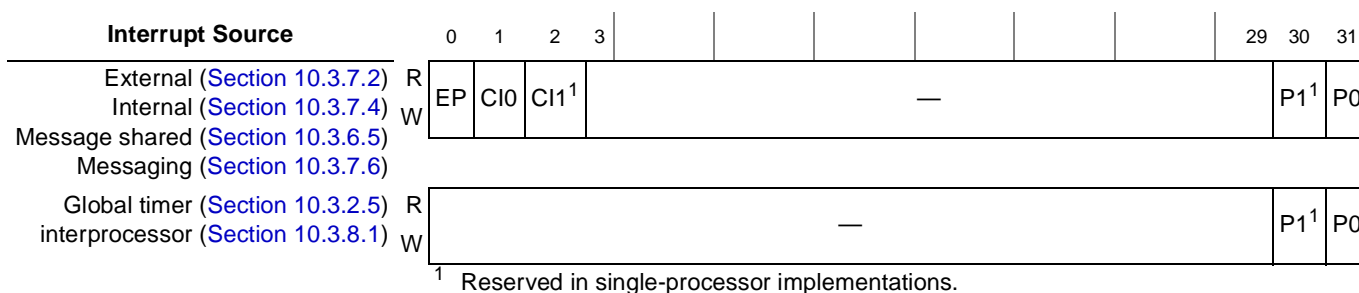 Interrupt Source 0 1 2 3 29 30 31
External (Section 10.3.7.2) R
Internal (Section 10.3.7.4) W
EP CI0 CI1¹ — P1¹ P0
Message shared (Section 10.3.6.5)
Messaging (Section 10.3.7.6)
Global timer (Section 10.3.2.5) R
interprocessor (Section 10.3.8.1) W
— P1¹ P0
¹ Reserved in single-processor implementations.